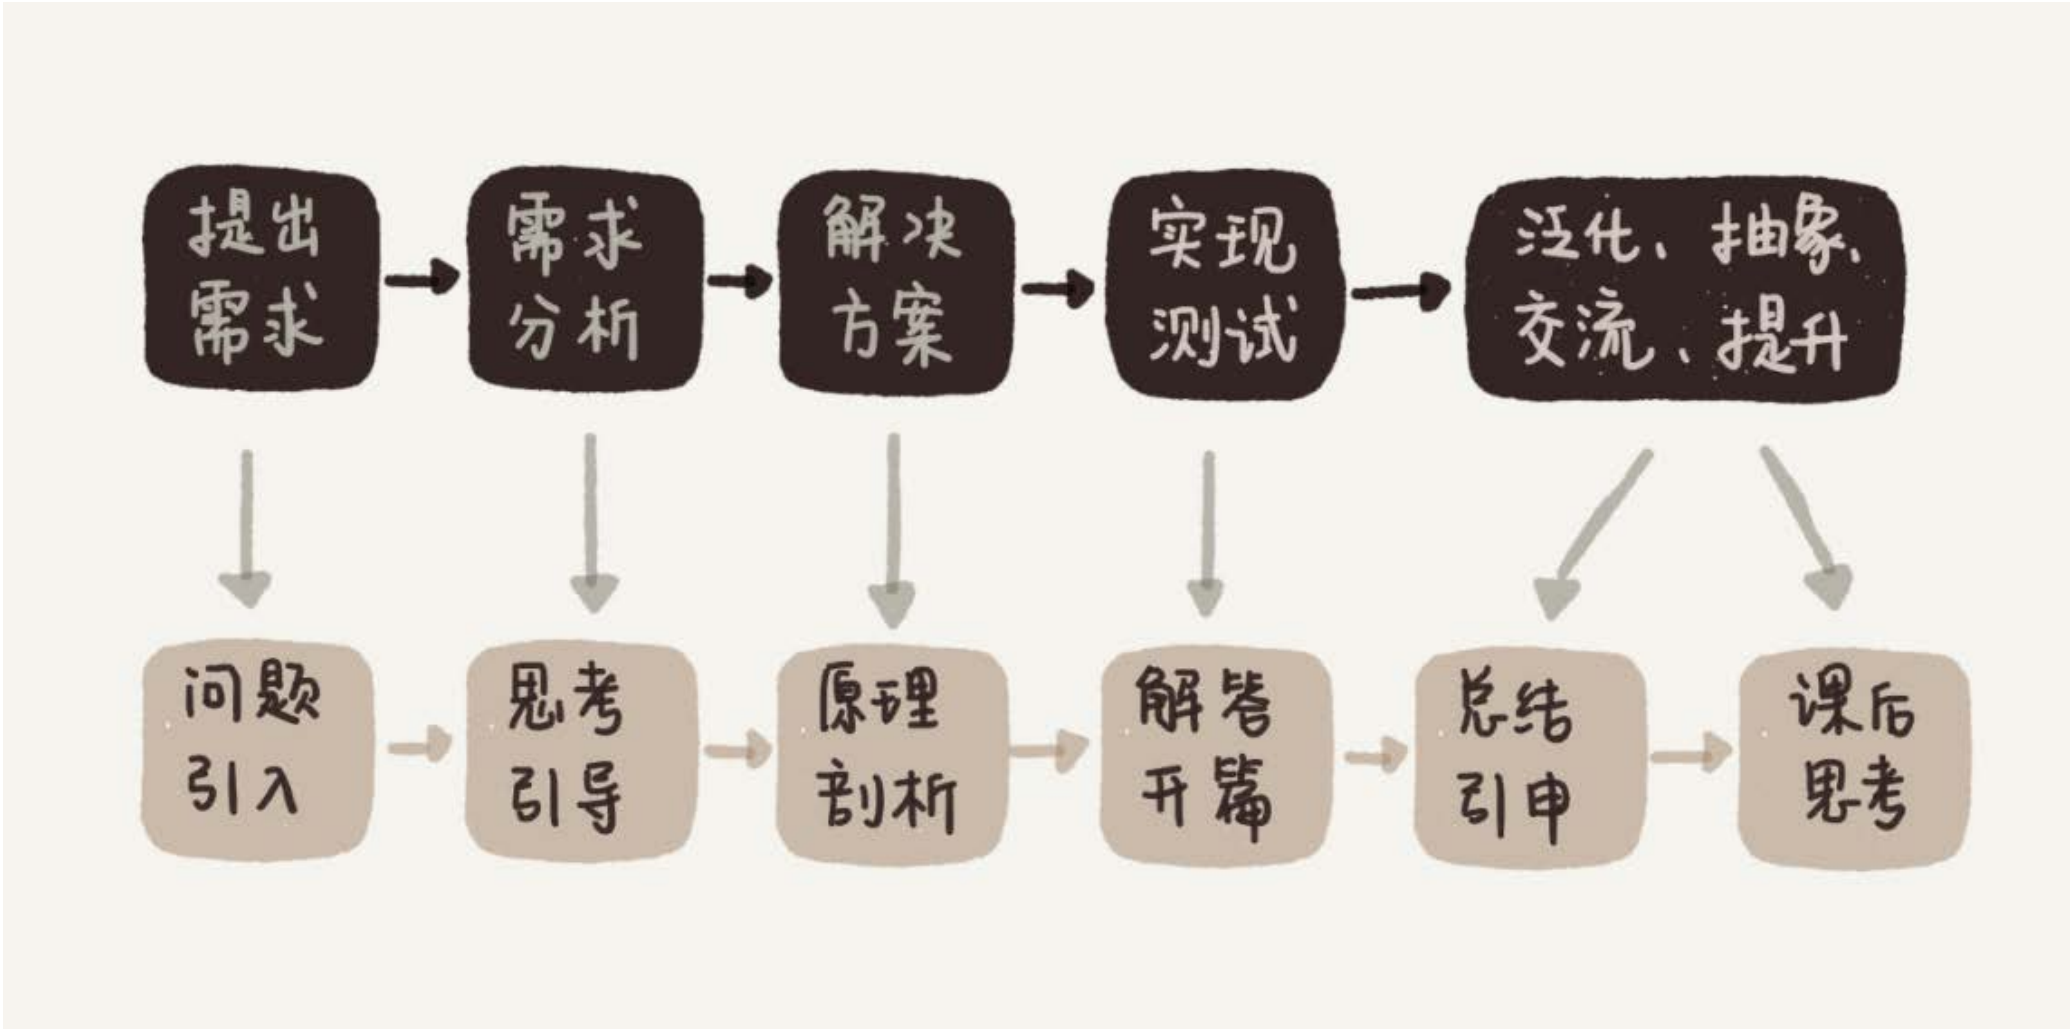 提出
需求
需求
分析
解决
方案
实现
测试
泛化、抽象、
交流、提升
问题
引入
思考
引导
原理
剖析
解答
开篇
总结
引申
课后
思考